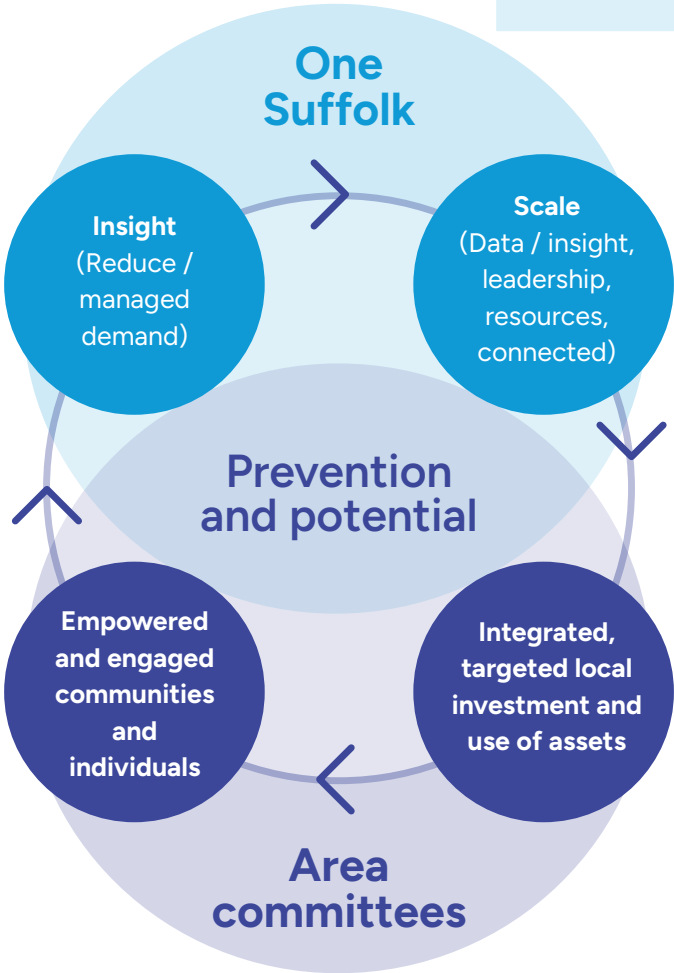 One
Suffolk
Insight
(Reduce /
managed
demand)
Scale
(Data / insight,
leadership,
resources,
connected)
Prevention
and potential
Empowered
and engaged
communities
and
individuals
Integrated,
targeted local
investment and
use of assets
Area
committees